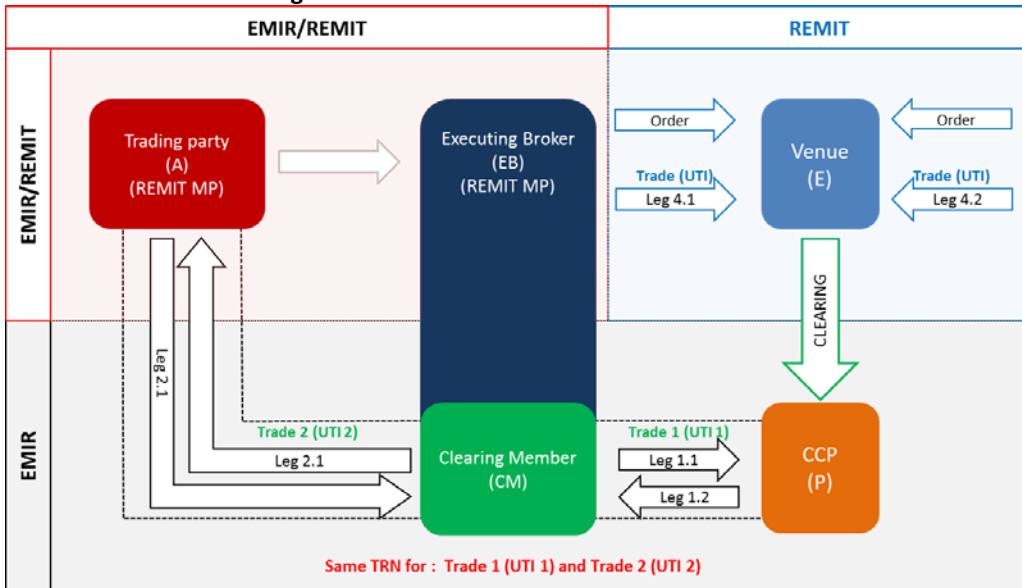 EMIR/REMIT
REMIT
EMIR/REMIT
Trading party
(A)
(REMIT MP)
Executing Broker
(EB)
(REMIT MP)
Order
Venue
(E)
Order
Trade (UTI)
Leg 4.1
Trade (UTI)
Leg 4.2
CLEARING
EMIR
Leg 2.1
Trade 2 (UTI 2)
Leg 2.1
Clearing Member
(CM)
Trade 1 (UTI 1)
Leg 1.1
Leg 1.2
CCP
(P)
Same TRN for : Trade 1 (UTI 1) and Trade 2 (UTI 2)